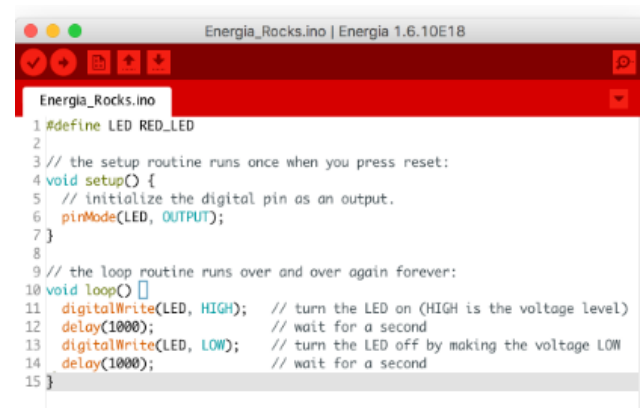 Energia_Rocks.ino | Energia 1.6.10E18
Energia_Rocks.ino
1 #define LED RED_LED
2
3 // the setup routine runs once when you press reset:
4 void setup() {
5   // initialize the digital pin as an output.
6   pinMode(LED, OUTPUT);
7 }
8
9 // the loop routine runs over and over again forever:
10 void loop()
11   digitalWrite(LED, HIGH);   // turn the LED on (HIGH is the voltage level)
12   delay(1000);               // wait for a second
13   digitalWrite(LED, LOW);    // turn the LED off by making the voltage LOW
14   delay(1000);               // wait for a second
15 }